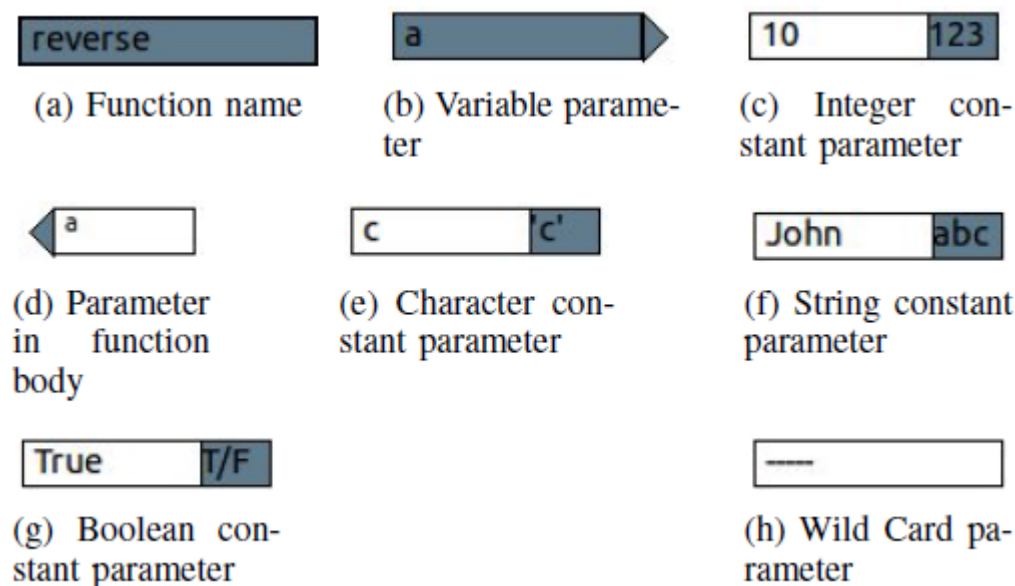 reverse
a
10 123
(a) Function name
(b) Variable parame-
ter
(c) Integer con-
stant parameter
a
c 'c'
John abc
(d) Parameter
in function
body
(e) Character con-
stant parameter
(f) String constant
parameter
True T/F
-----
(g) Boolean con-
stant parameter
(h) Wild Card pa-
rameter